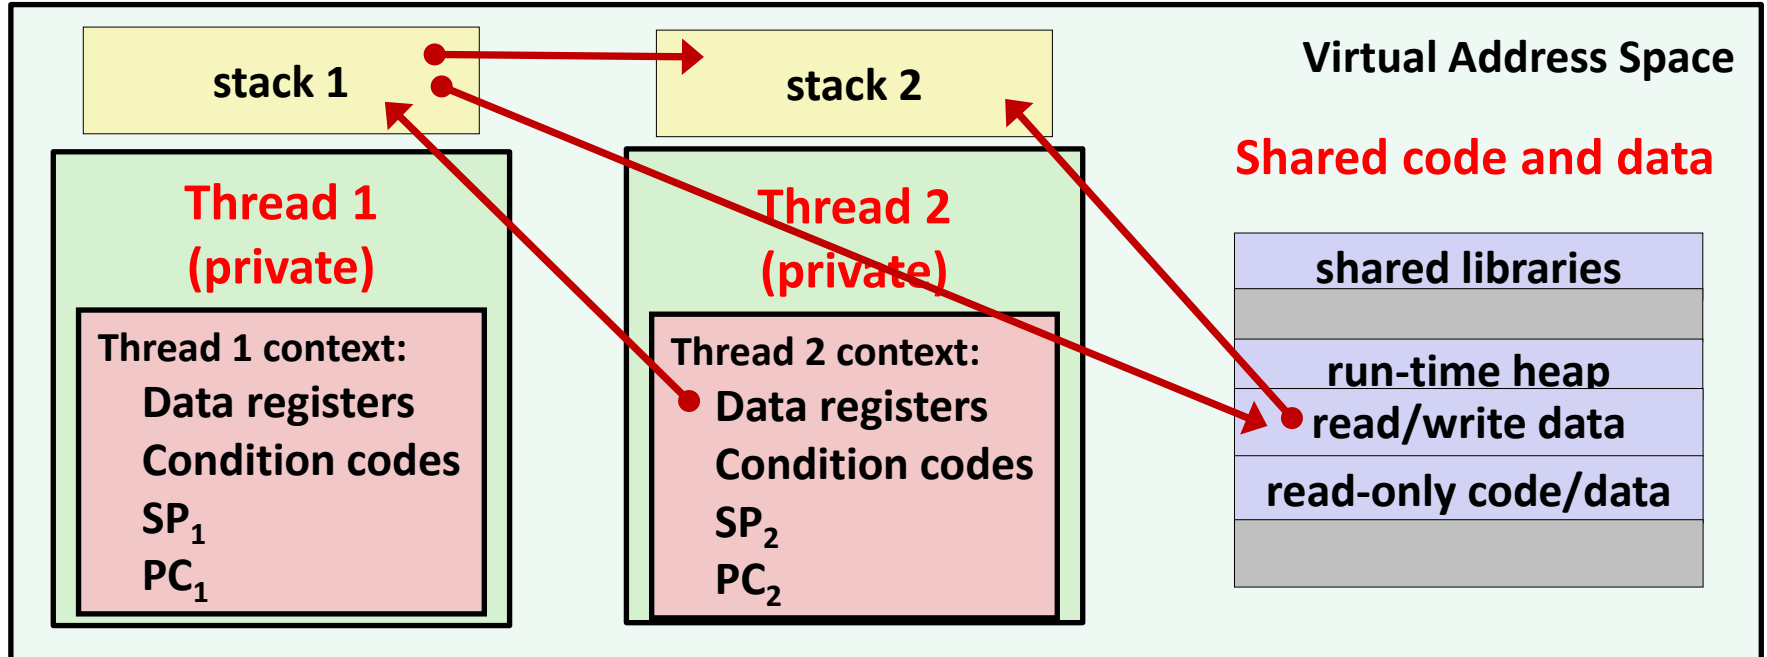 stack 1
stack 2
Virtual Address Space
Shared code and data
Thread 1
(private)
Thread 1 context:
Data registers
Condition codes
SP1
PC1
Thread 2
(private)
Thread 2 context:
Data registers
Condition codes
SP2
PC2
shared libraries
run-time heap
read/write data
read-only code/data